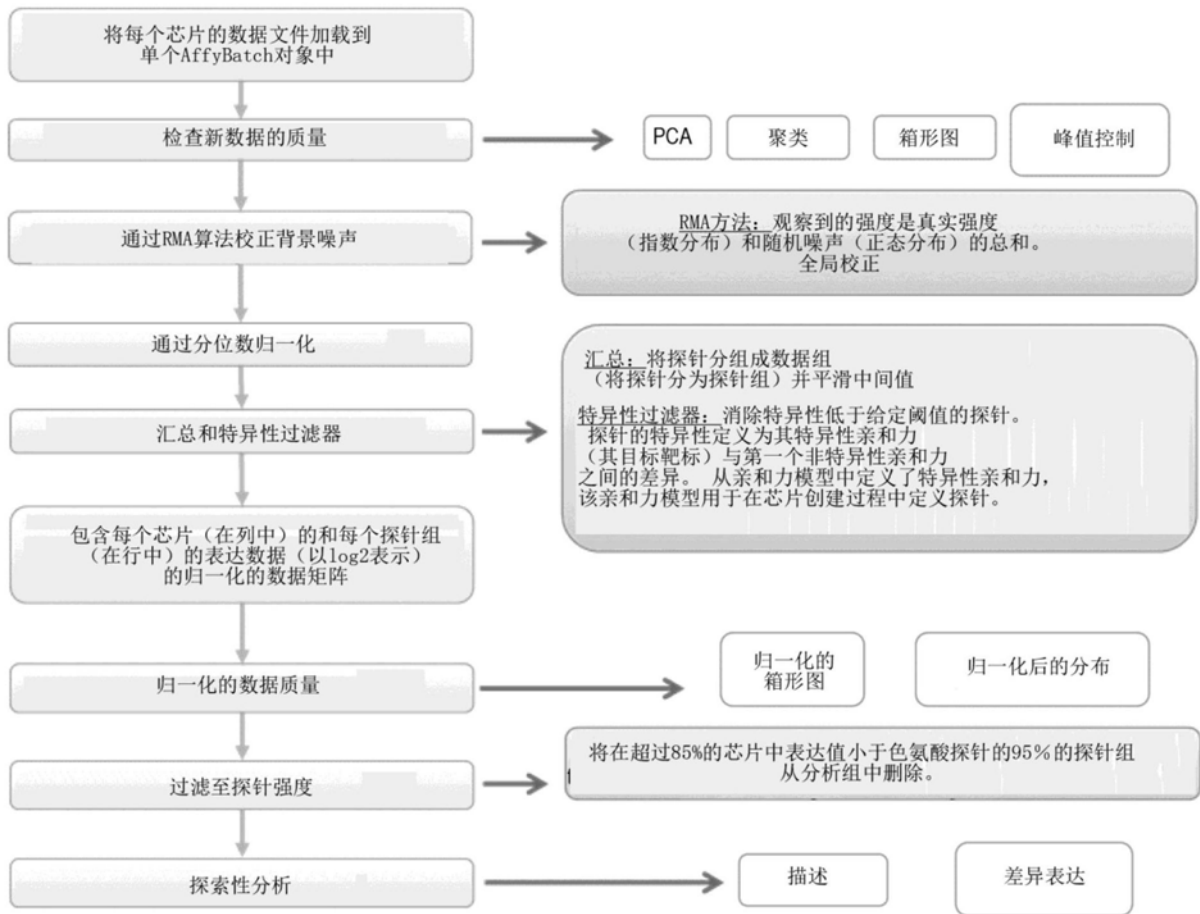 将每个芯片的数据文件加载到
单个AffyBatch对象中
检查新数据的质量
PCA
聚类
箱形图
峰值控制
通过RMA算法校正背景噪声
RMA方法：观察到的强度是真实强度
（指数分布）和随机噪声（正态分布）的总和。
全局校正
通过分位数归一化
汇总和特异性过滤器
汇总：将探针分组成数据组
（将探针分为探针组）并平滑中间值
特异性过滤器：消除特异性低于给定阈值的探针。
探针的特异性定义为其特异性亲和力
（其目标靶标）与第一个非特异性亲和力
之间的差异。 从亲和力模型中定义了特异性亲和力，
该亲和力模型用于在芯片创建过程中定义探针。
包含每个芯片（在列中）的和每个探针组
（在行中）的表达数据（以log2表示）
的归一化的数据矩阵
归一化的数据质量
归一化的
箱形图
归一化后的分布
过滤至探针强度
将在超过85%的芯片中表达值小于色氨酸探针的95%的探针组
从分析组中删除。
探索性分析
描述
差异表达